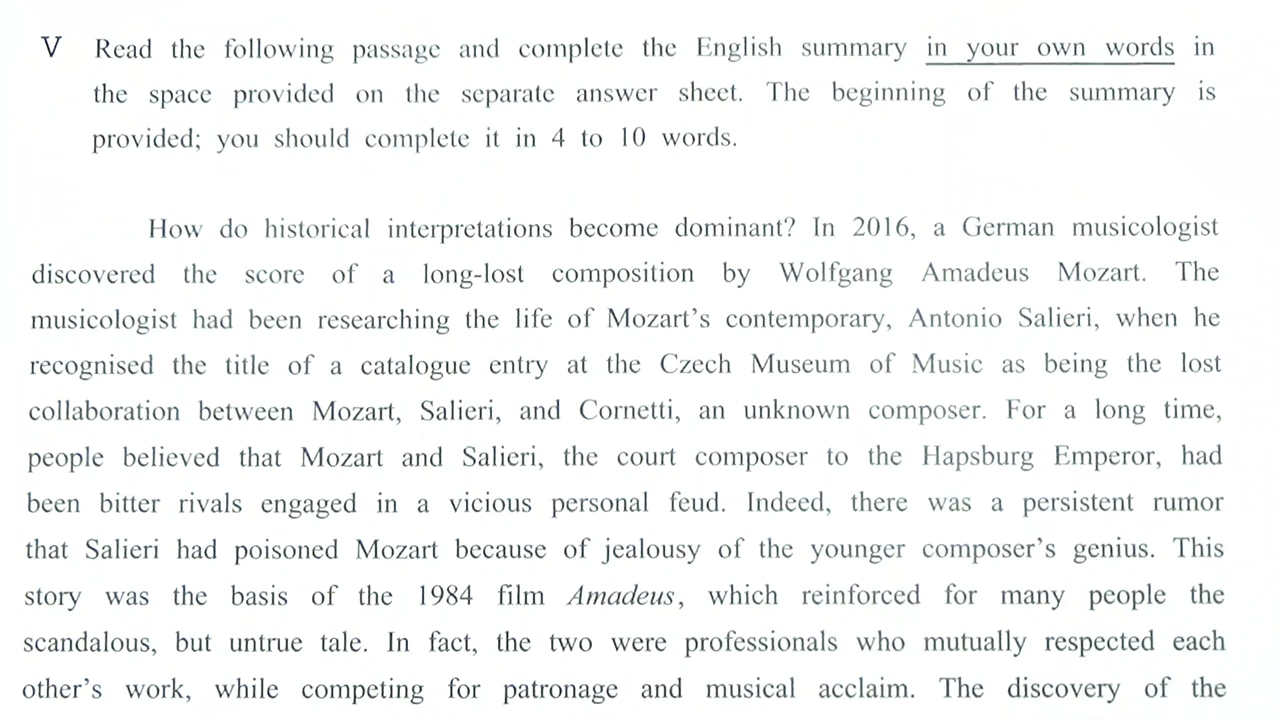 V Read the following passage and complete the English summary in your own words in
the space provided on the separate answer sheet. The beginning of the summary is
provided; you should complete it in 4 to 10 words.
How do historical interpretations become dominant? In 2016, a German musicologist
discovered the score of a long-lost composition by Wolfgang Amadeus Mozart. The
musicologist had been researching the life of Mozart's contemporary, Antonio Salieri, when he
recognised the title of a catalogue entry at the Czech Museum of Music as being the lost
collaboration between Mozart, Salieri, and Cornetti, an unknown composer. For a long time,
people believed that Mozart and Salieri, the court composer to the Hapsburg Emperor, had
been bitter rivals engaged in a vicious personal feud. Indeed, there was a persistent rumor
that Salieri had poisoned Mozart because of jealousy of the younger composer's genius. This
story was the basis of the 1984 film Amadeus, which reinforced for many people the
scandalous, but untrue tale. In fact, the two were professionals who mutually respected each
other's work, while competing for patronage and musical acclaim. The discovery of the